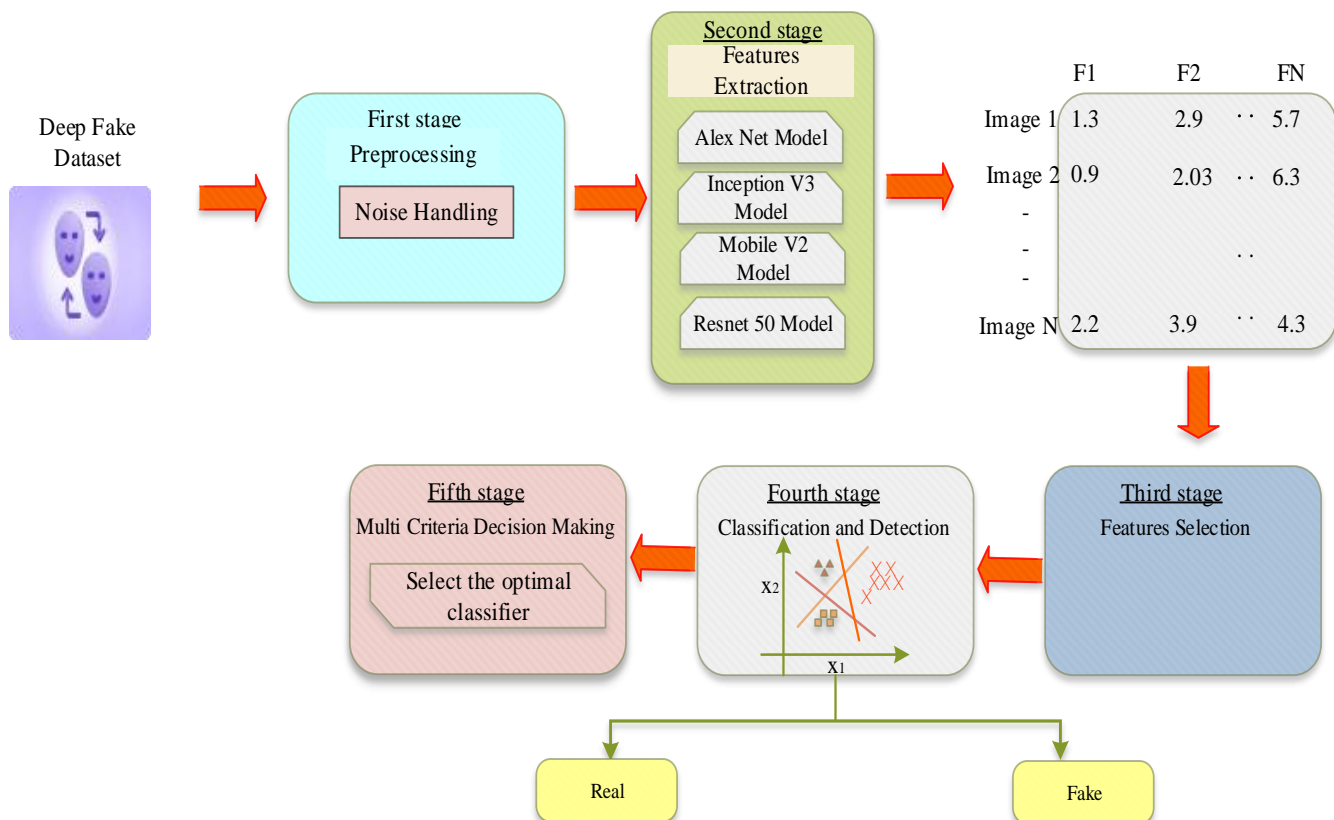 Deep Fake
Dataset
First stage
Preprocessing
Noise Handling
Second stage
Features
Extraction
Alex Net Model
Inception V3
Model
Mobile V2
Model
Resnet 50 Model
F1 F2 FN
Image 1 1.3 2.9 .. 5.7
Image 2 0.9 2.03 .. 6.3
-
- ..
-
Image N 2.2 3.9 .. 4.3
Fifth stage
Multi Criteria Decision Making
Select the optimal
classifier
Fourth stage
Classification and Detection
x2
x1
Third stage
Features Selection
Real
Fake